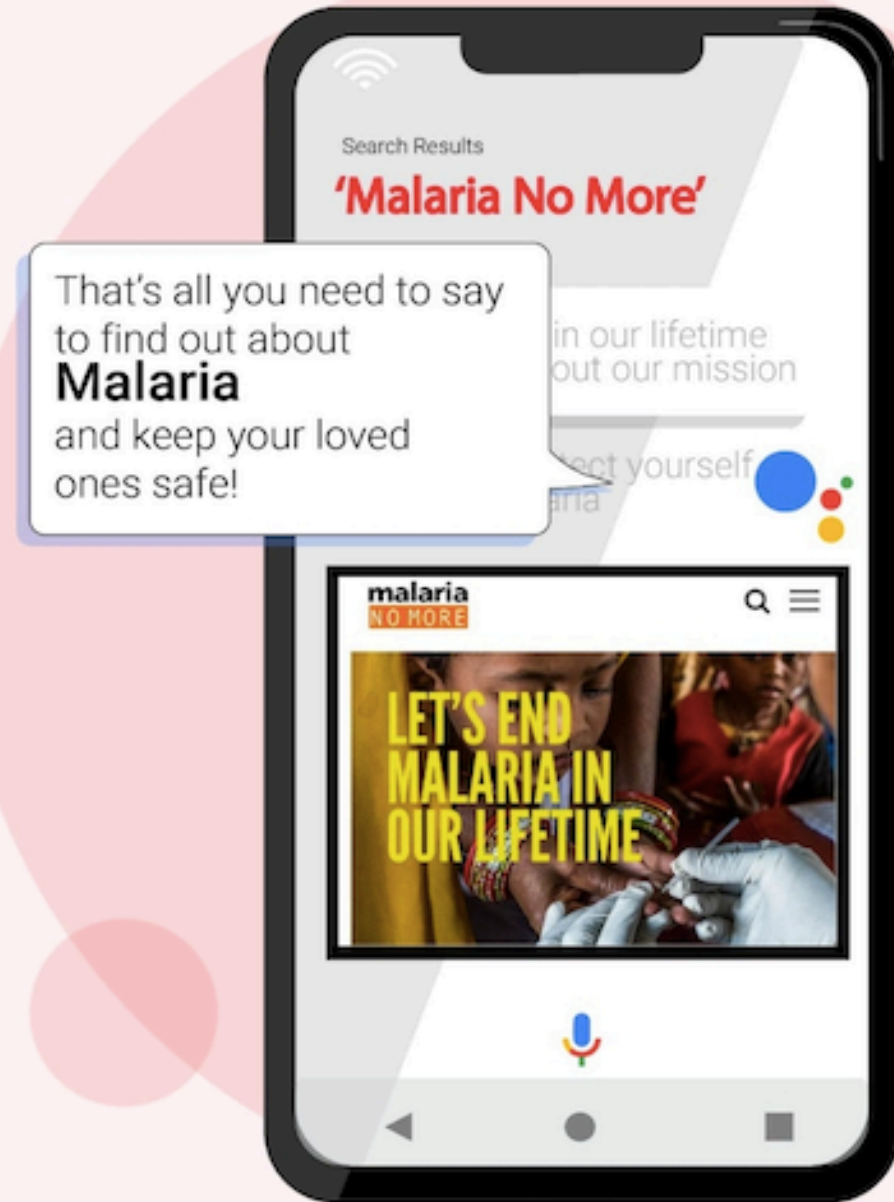 Search Results
'Malaria No More'
That's all you need to say
to find out about
Malaria
and keep your loved
ones safe!
in our lifetime
out our mission
yourself
malaria
NO MORE
LET'S END
MALARIA IN
OUR LIFETIME